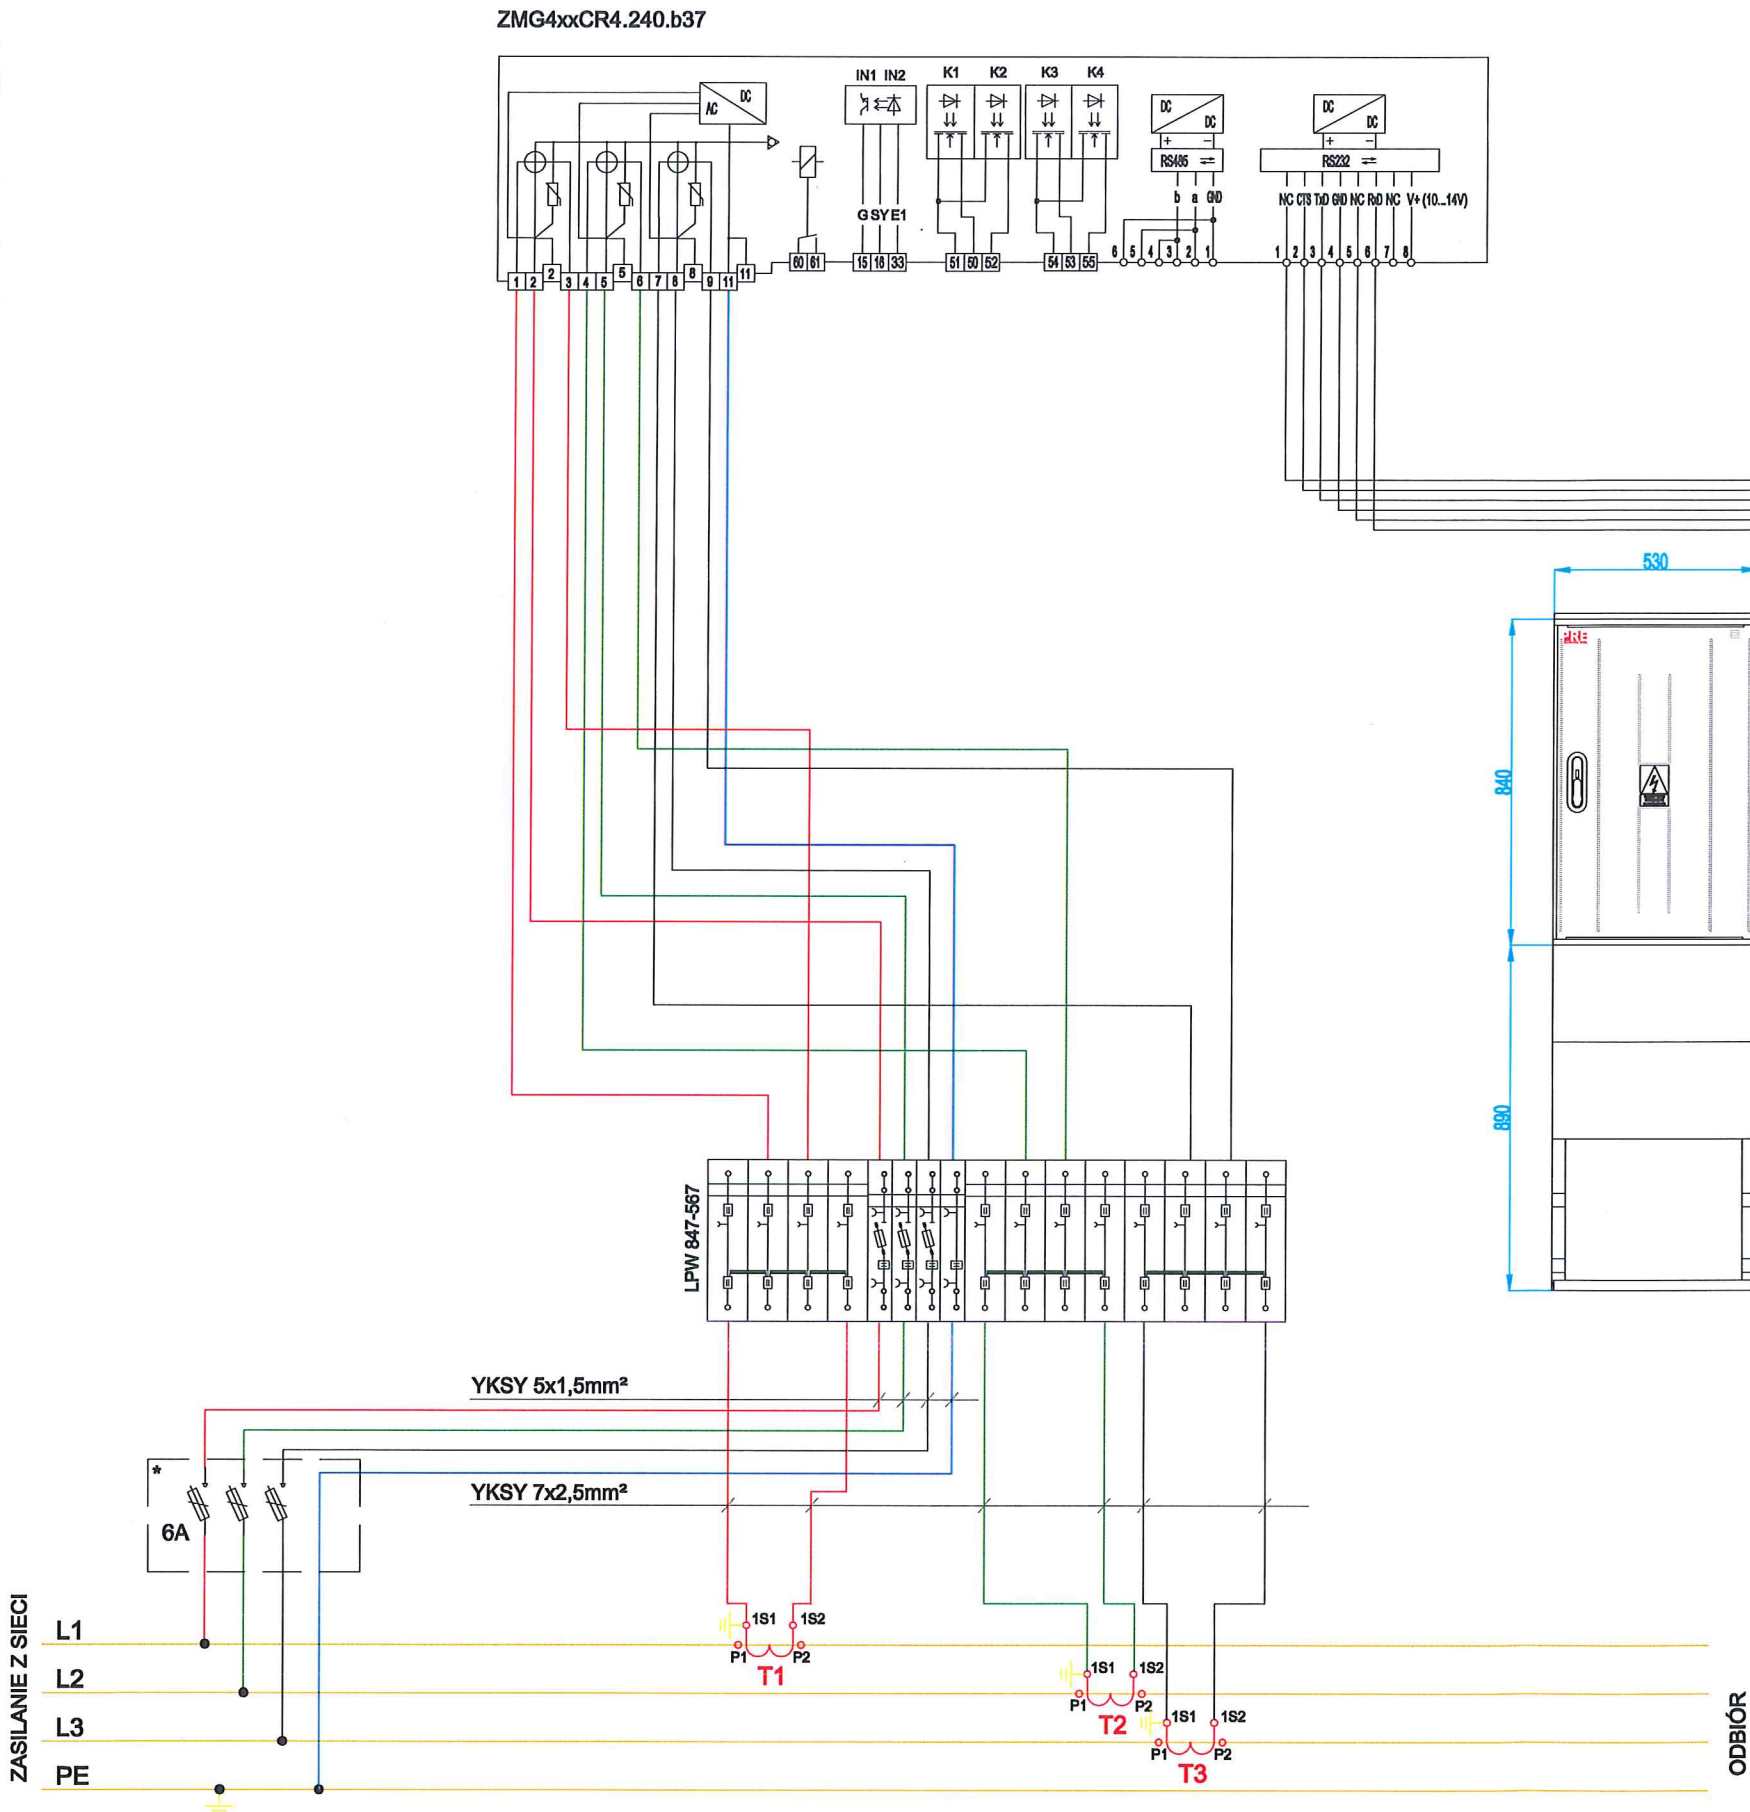 ZMG4xxCR4.240.b37
AC DC
IN1 IN2 K1 K2 K3 K4
DC DC
DC DC
+ −
+ −
RS485
RS232
b a GND
NC CTS TxD GND NC RxD NC V+ (10...14V)
G SY E1
1 2 2 3 4 5 5 6 7 8 8 9 11 11
60 61
15 16 33
51 50 52
54 53 55
6 5 4 3 2 1
1 2 3 4 5 6 7 8
530
PRE
840
890
LPW 847-567
YKSY 5x1,5mm²
YKSY 7x2,5mm²
*
6A
ZASILANIE Z SIECI
L1
L2
L3
PE
1S1 1S2
P1 P2
T1
1S1 1S2
P1 P2
T2
1S1 1S2
P1 P2
T3
ODBIÓR